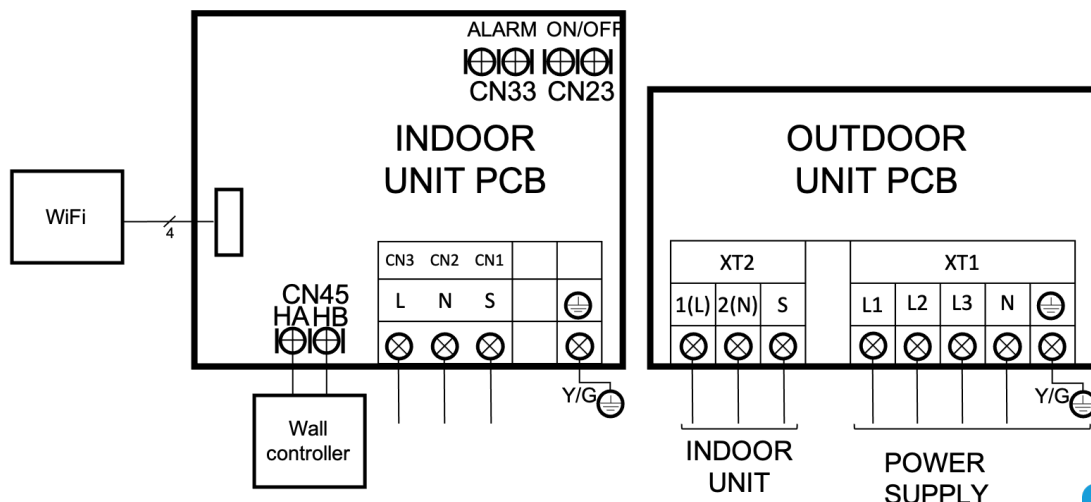 ALARM ON/OFF
CN33 CN23
INDOOR
UNIT PCB
WiFi
4
CN3 CN2 CN1
L N S
CN45
HA HB
Y/G
Wall
controller
OUTDOOR
UNIT PCB
XT2 XT1
1(L) 2(N) S L1 L2 L3 N
Y/G
INDOOR
UNIT
POWER
SUPPLY